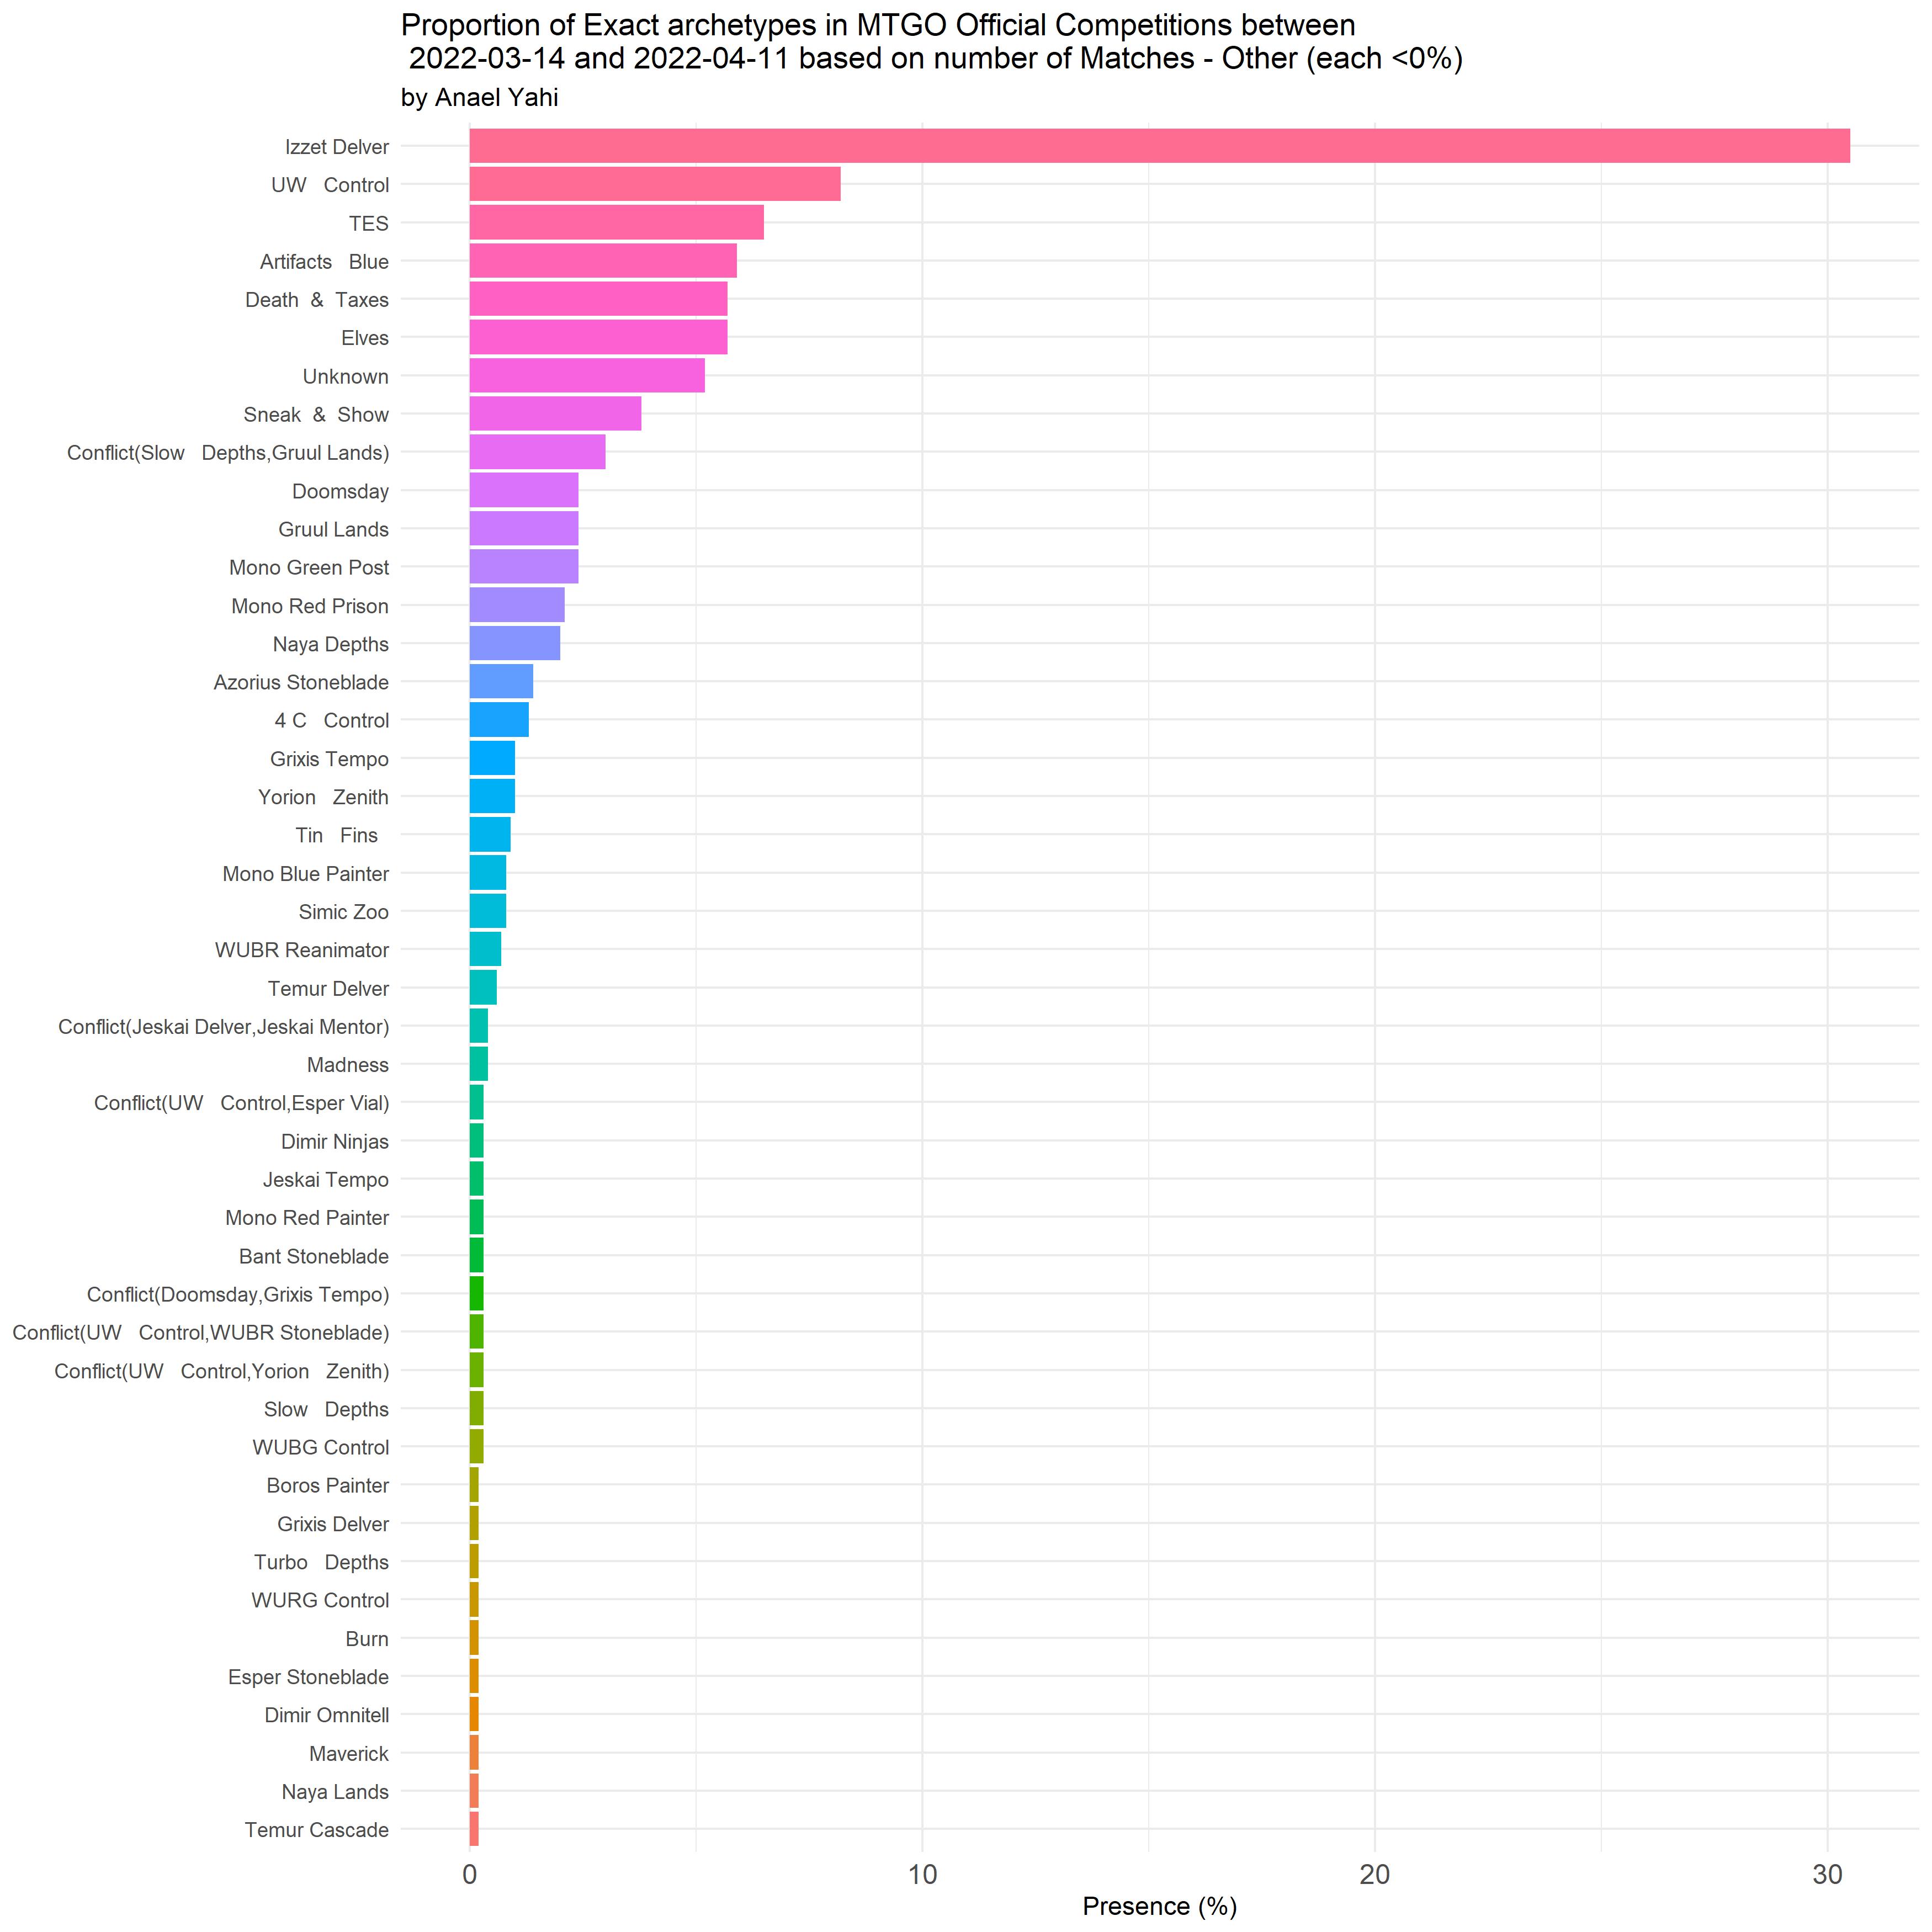 Proportion of Exact archetypes in MTGO Official Competitions between
2022-03-14 and 2022-04-11 based on number of Matches - Other (each <0%)
by Anael Yahi
Izzet Delver
UW Control
TES
Artifacts Blue
Death & Taxes
Elves
Unknown
Sneak & Show
Conflict(Slow Depths,Gruul Lands)
Doomsday
Gruul Lands
Mono Green Post
Mono Red Prison
Naya Depths
Azorius Stoneblade
4 C Control
Grixis Tempo
Yorion Zenith
Tin Fins
Mono Blue Painter
Simic Zoo
WUBR Reanimator
Temur Delver
Conflict(Jeskai Delver,Jeskai Mentor)
Madness
Conflict(UW Control,Esper Vial)
Dimir Ninjas
Jeskai Tempo
Mono Red Painter
Bant Stoneblade
Conflict(Doomsday,Grixis Tempo)
Conflict(UW Control,WUBR Stoneblade)
Conflict(UW Control,Yorion Zenith)
Slow Depths
WUBG Control
Boros Painter
Grixis Delver
Turbo Depths
WURG Control
Burn
Esper Stoneblade
Dimir Omnitell
Maverick
Naya Lands
Temur Cascade
0 10 20 30
Presence (%)